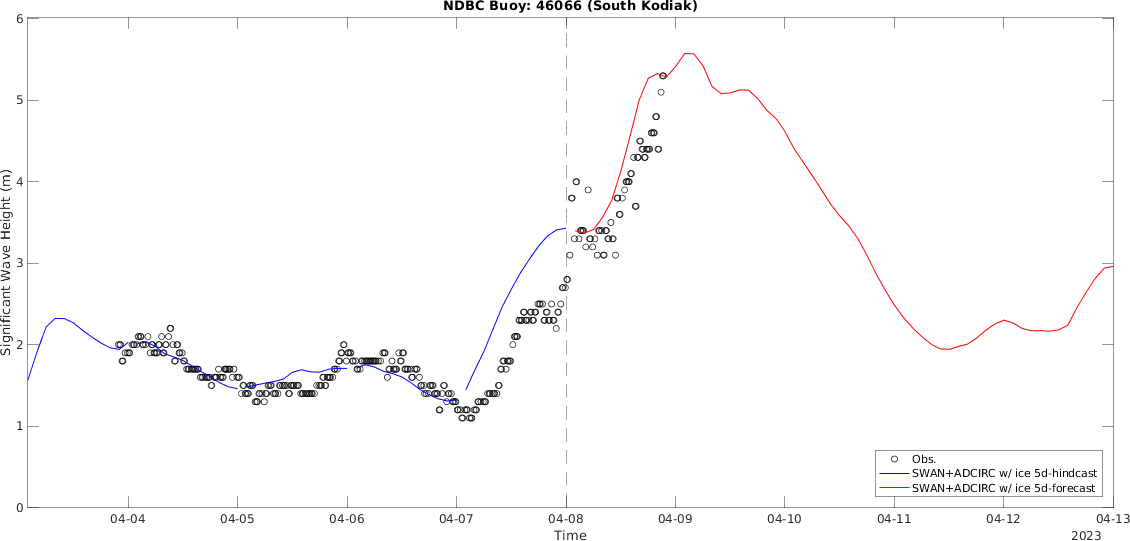 NDBC Buoy: 46066 (South Kodiak)
6
5
4
3
2
1
0
Significant Wave Height (m)
Obs.
SWAN+ADCIRC w/ ice 5d-hindcast
SWAN+ADCIRC w/ ice 5d-forecast
04-04 04-05 04-06 04-07 04-08 04-09 04-10 04-11 04-12 04-13
Time
2023